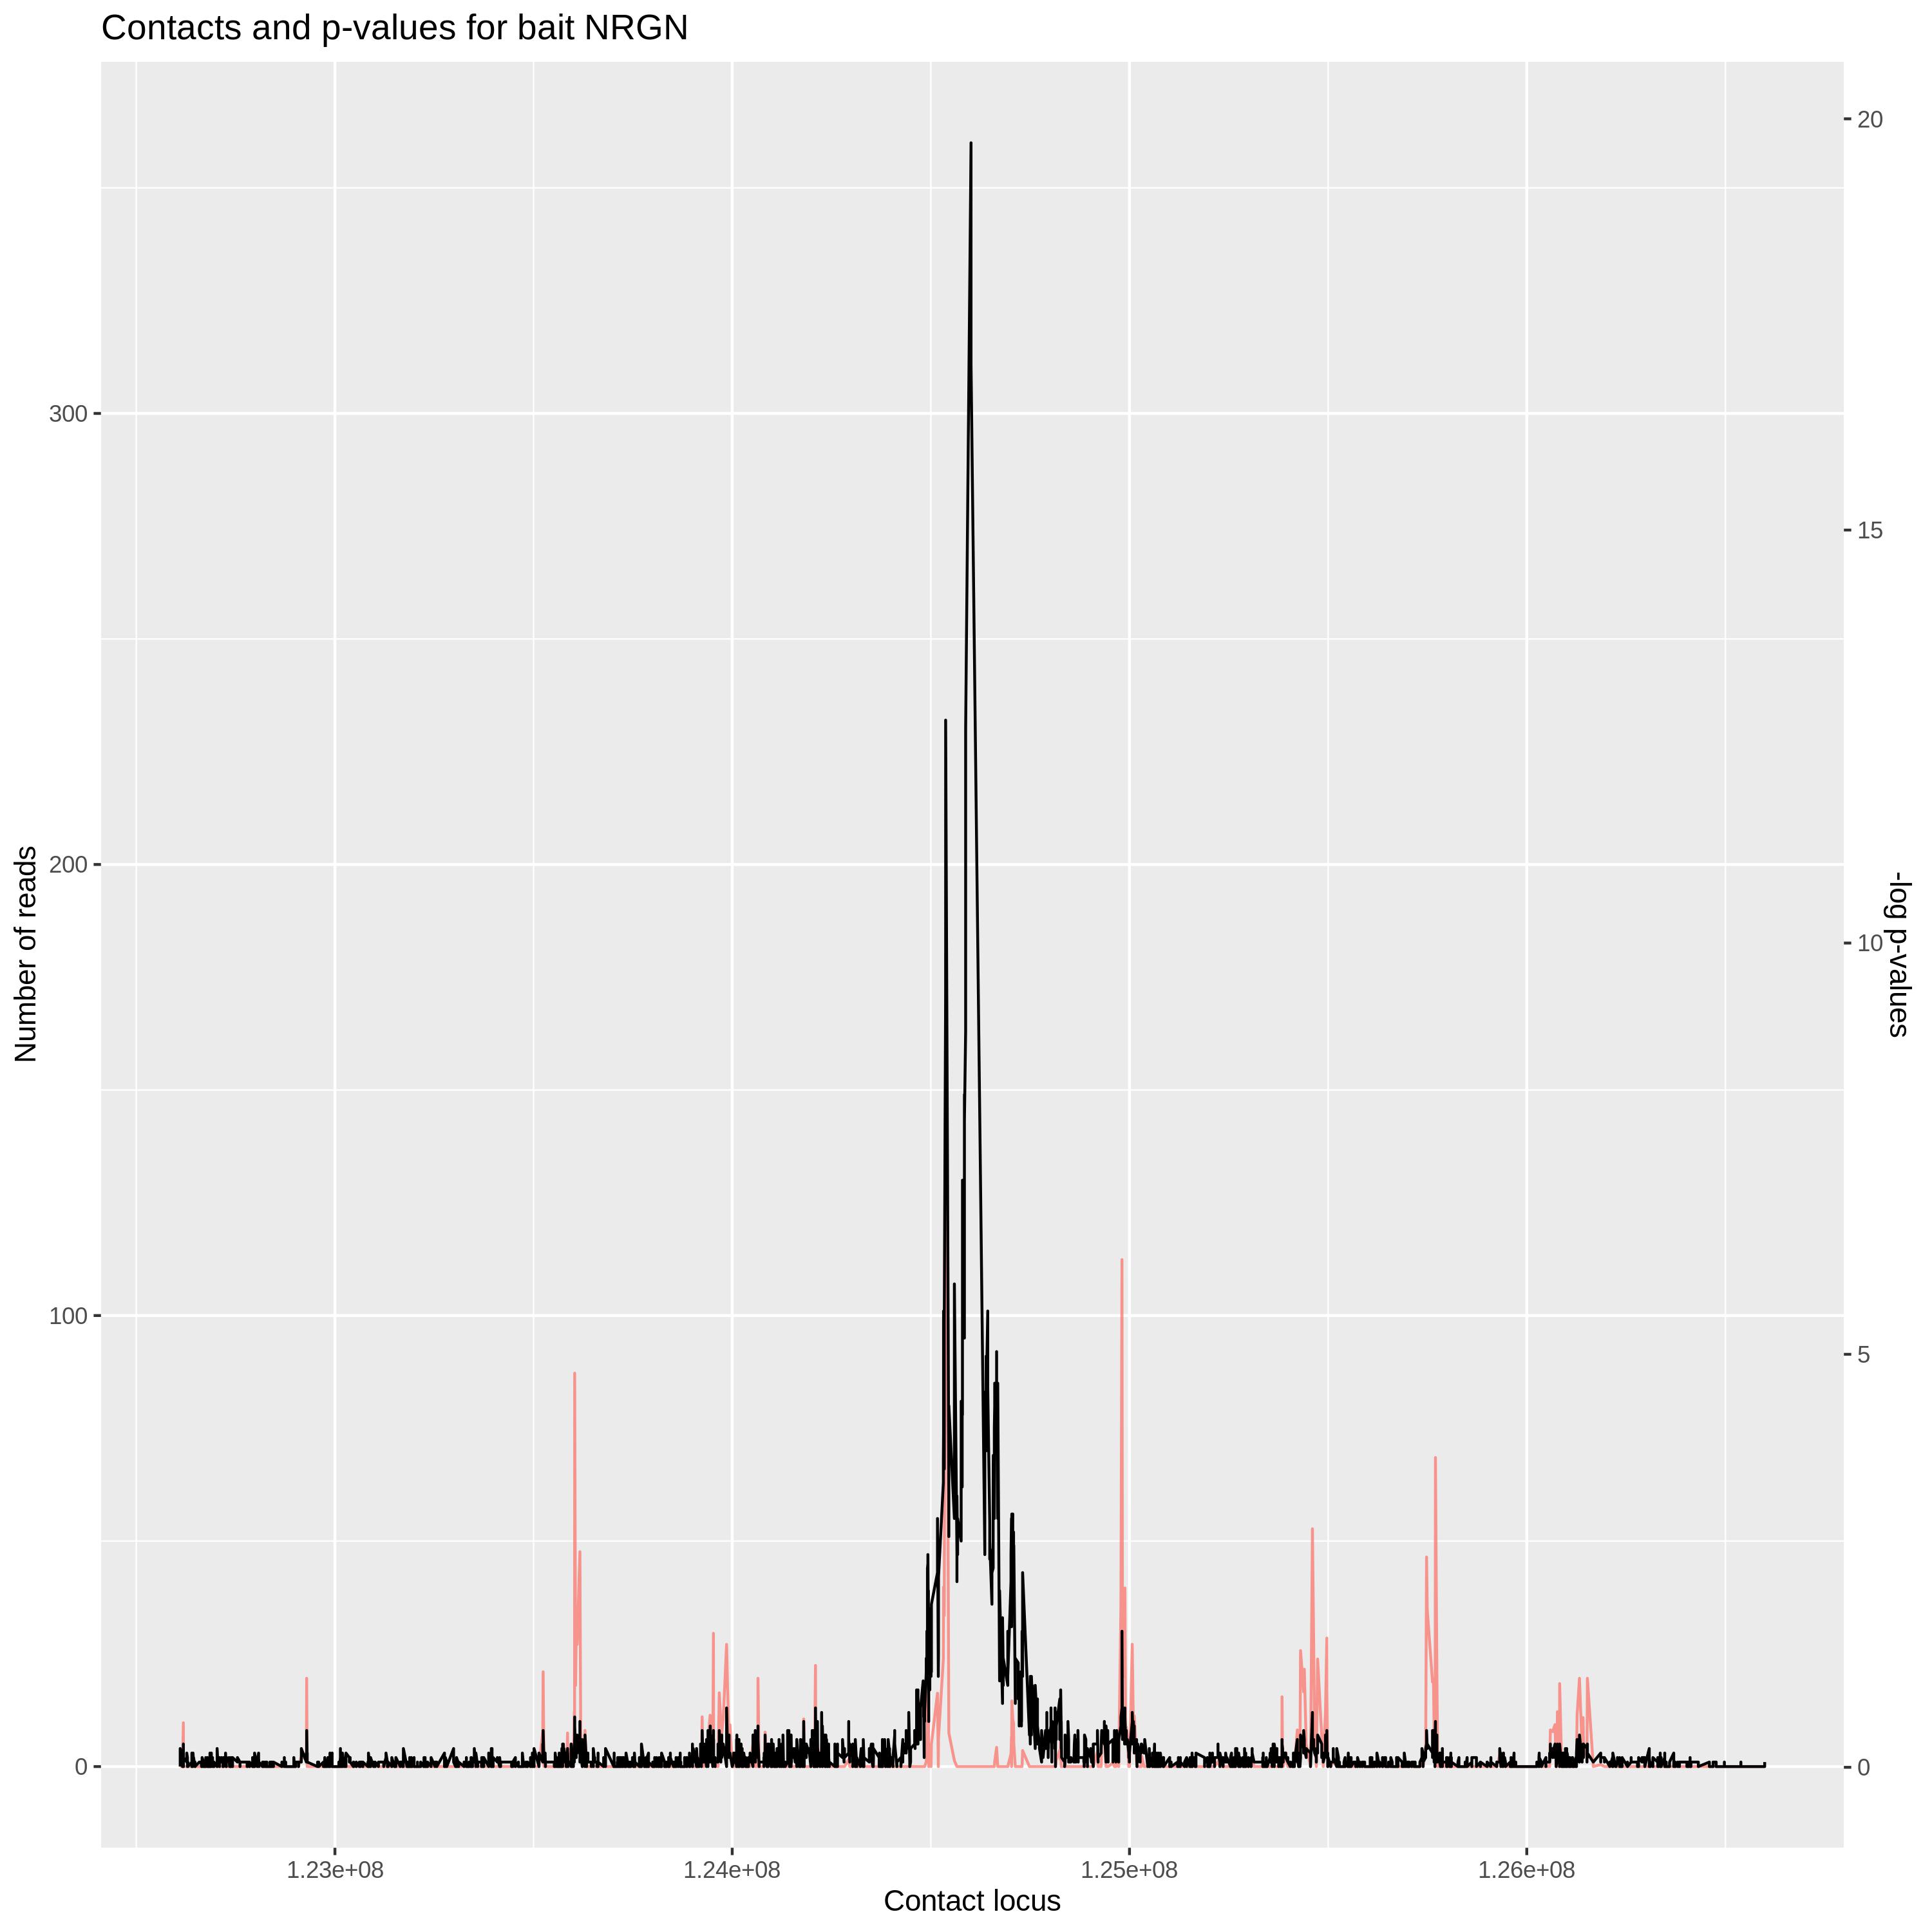 Contacts and p-values for bait NRGN
Number of reads
300
200
100
0
20
15
10
5
0
-log p-values
1.23e+08
1.24e+08
1.25e+08
1.26e+08
Contact locus